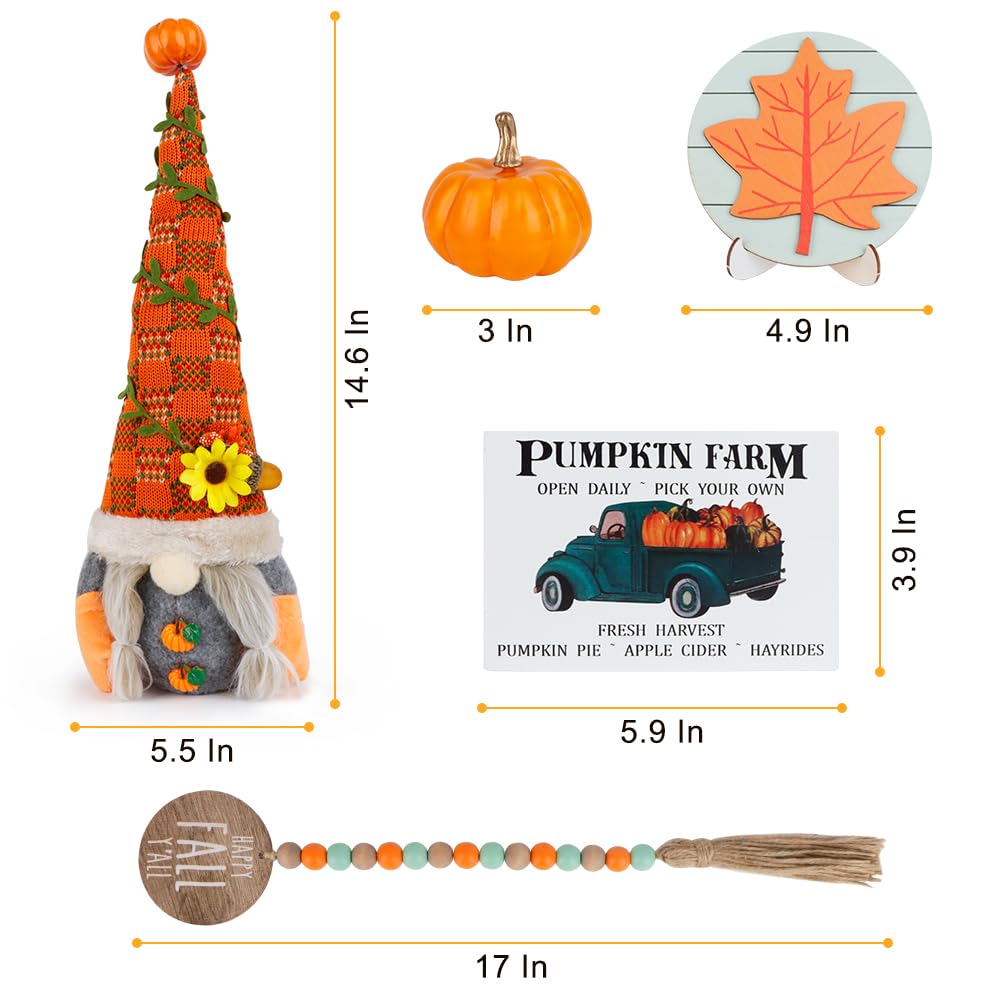 14.6 In
3 In
4.9 In
PUMPKIN FARM
OPEN DAILY ~ PICK YOUR OWN
FRESH HARVEST
PUMPKIN PIE ~ APPLE CIDER ~ HAYRIDES
3.9 In
5.9 In
5.5 In
HAPPY
FALL
Y'ALL
17 In